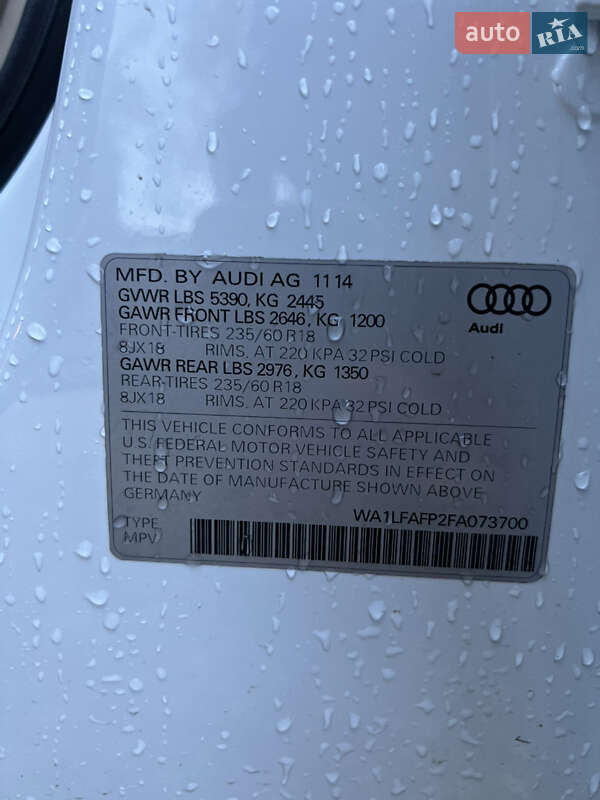 auto RIA.com
MFD. BY AUDI AG 11 14
GVWR LBS 5390, KG 2445
GAWR FRONT LBS 2646, KG 1200
FRONT-TIRES 235/60 R18
8JX18 RIMS, AT 220 KPA 32 PSI COLD
GAWR REAR LBS 2976, KG 1350
REAR-TIRES 235/60 R18
8JX18 RIMS, AT 220 KPA 32 PSI COLD
Audi
THIS VEHICLE CONFORMS TO ALL APPLICABLE
U.S. FEDERAL MOTOR VEHICLE SAFETY AND
THEFT PREVENTION STANDARDS IN EFFECT ON
THE DATE OF MANUFACTURE SHOWN ABOVE
GERMANY WA1LFAFP2FA073700
TYPE
MPV